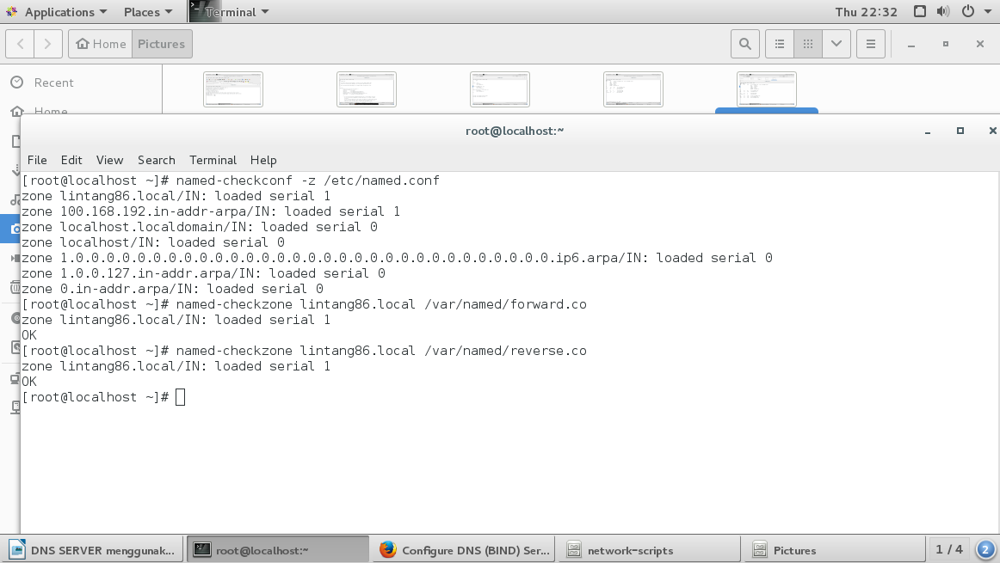 Applications Places Terminal Thu 22:32
Home Pictures
Recent
Home
root@localhost:~
File Edit View Search Terminal Help
[root@localhost ~]# named-checkconf -z /etc/named.conf
zone lintang86.local/IN: loaded serial 1
zone 100.168.192.in-addr-arpa/IN: loaded serial 1
zone localhost.localdomain/IN: loaded serial 0
zone localhost/IN: loaded serial 0
zone 1.0.0.0.0.0.0.0.0.0.0.0.0.0.0.0.0.0.0.0.0.0.0.0.0.0.0.0.0.0.0.0.ip6.arpa/IN: loaded serial 0
zone 1.0.0.127.in-addr.arpa/IN: loaded serial 0
zone 0.in-addr.arpa/IN: loaded serial 0
[root@localhost ~]# named-checkzone lintang86.local /var/named/forward.co
zone lintang86.local/IN: loaded serial 1
OK
[root@localhost ~]# named-checkzone lintang86.local /var/named/reverse.co
zone lintang86.local/IN: loaded serial 1
OK
[root@localhost ~]#
DNS SERVER menggunak... root@localhost:~ Configure DNS (BIND) Ser... network-scripts Pictures 1 / 4 2